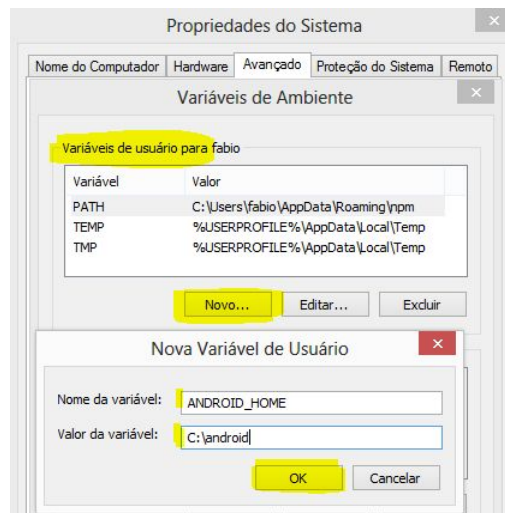 Propriedades do Sistema
Nome do Computador Hardware Avançado Proteção do Sistema Remoto
Variáveis de Ambiente
Variáveis de usuário para fabio
Variável Valor
PATH C:\Users\fabio\AppData\Roaming\npm
TEMP %USERPROFILE%\AppData\Local\Temp
TMP %USERPROFILE%\AppData\Local\Temp
Novo... Editar... Excluir
Nova Variável de Usuário
Nome da variável: ANDROID_HOME
Valor da variável: C:\android
OK Cancelar